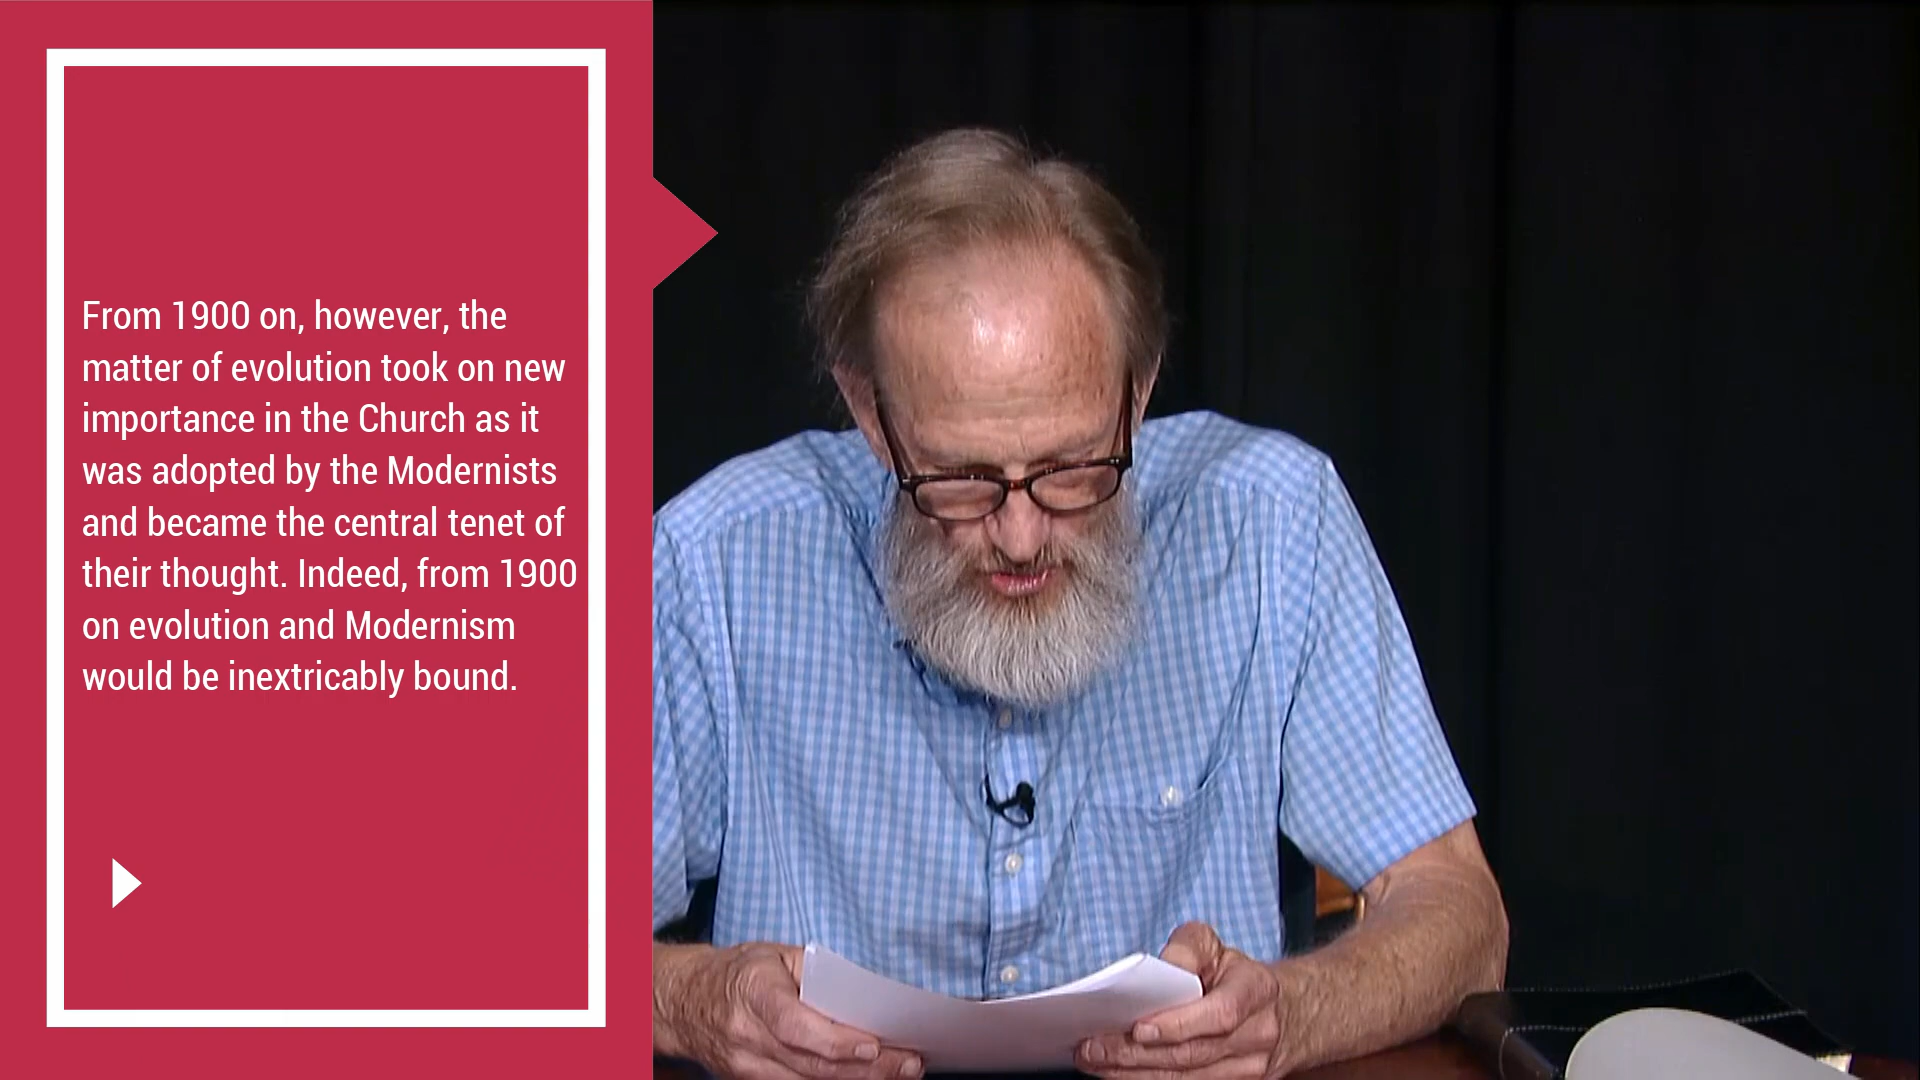 From 1900 on, however, the
matter of evolution took on new
importance in the Church as it
was adopted by the Modernists
and became the central tenet of
their thought. Indeed, from 1900
on evolution and Modernism
would be inextricably bound.